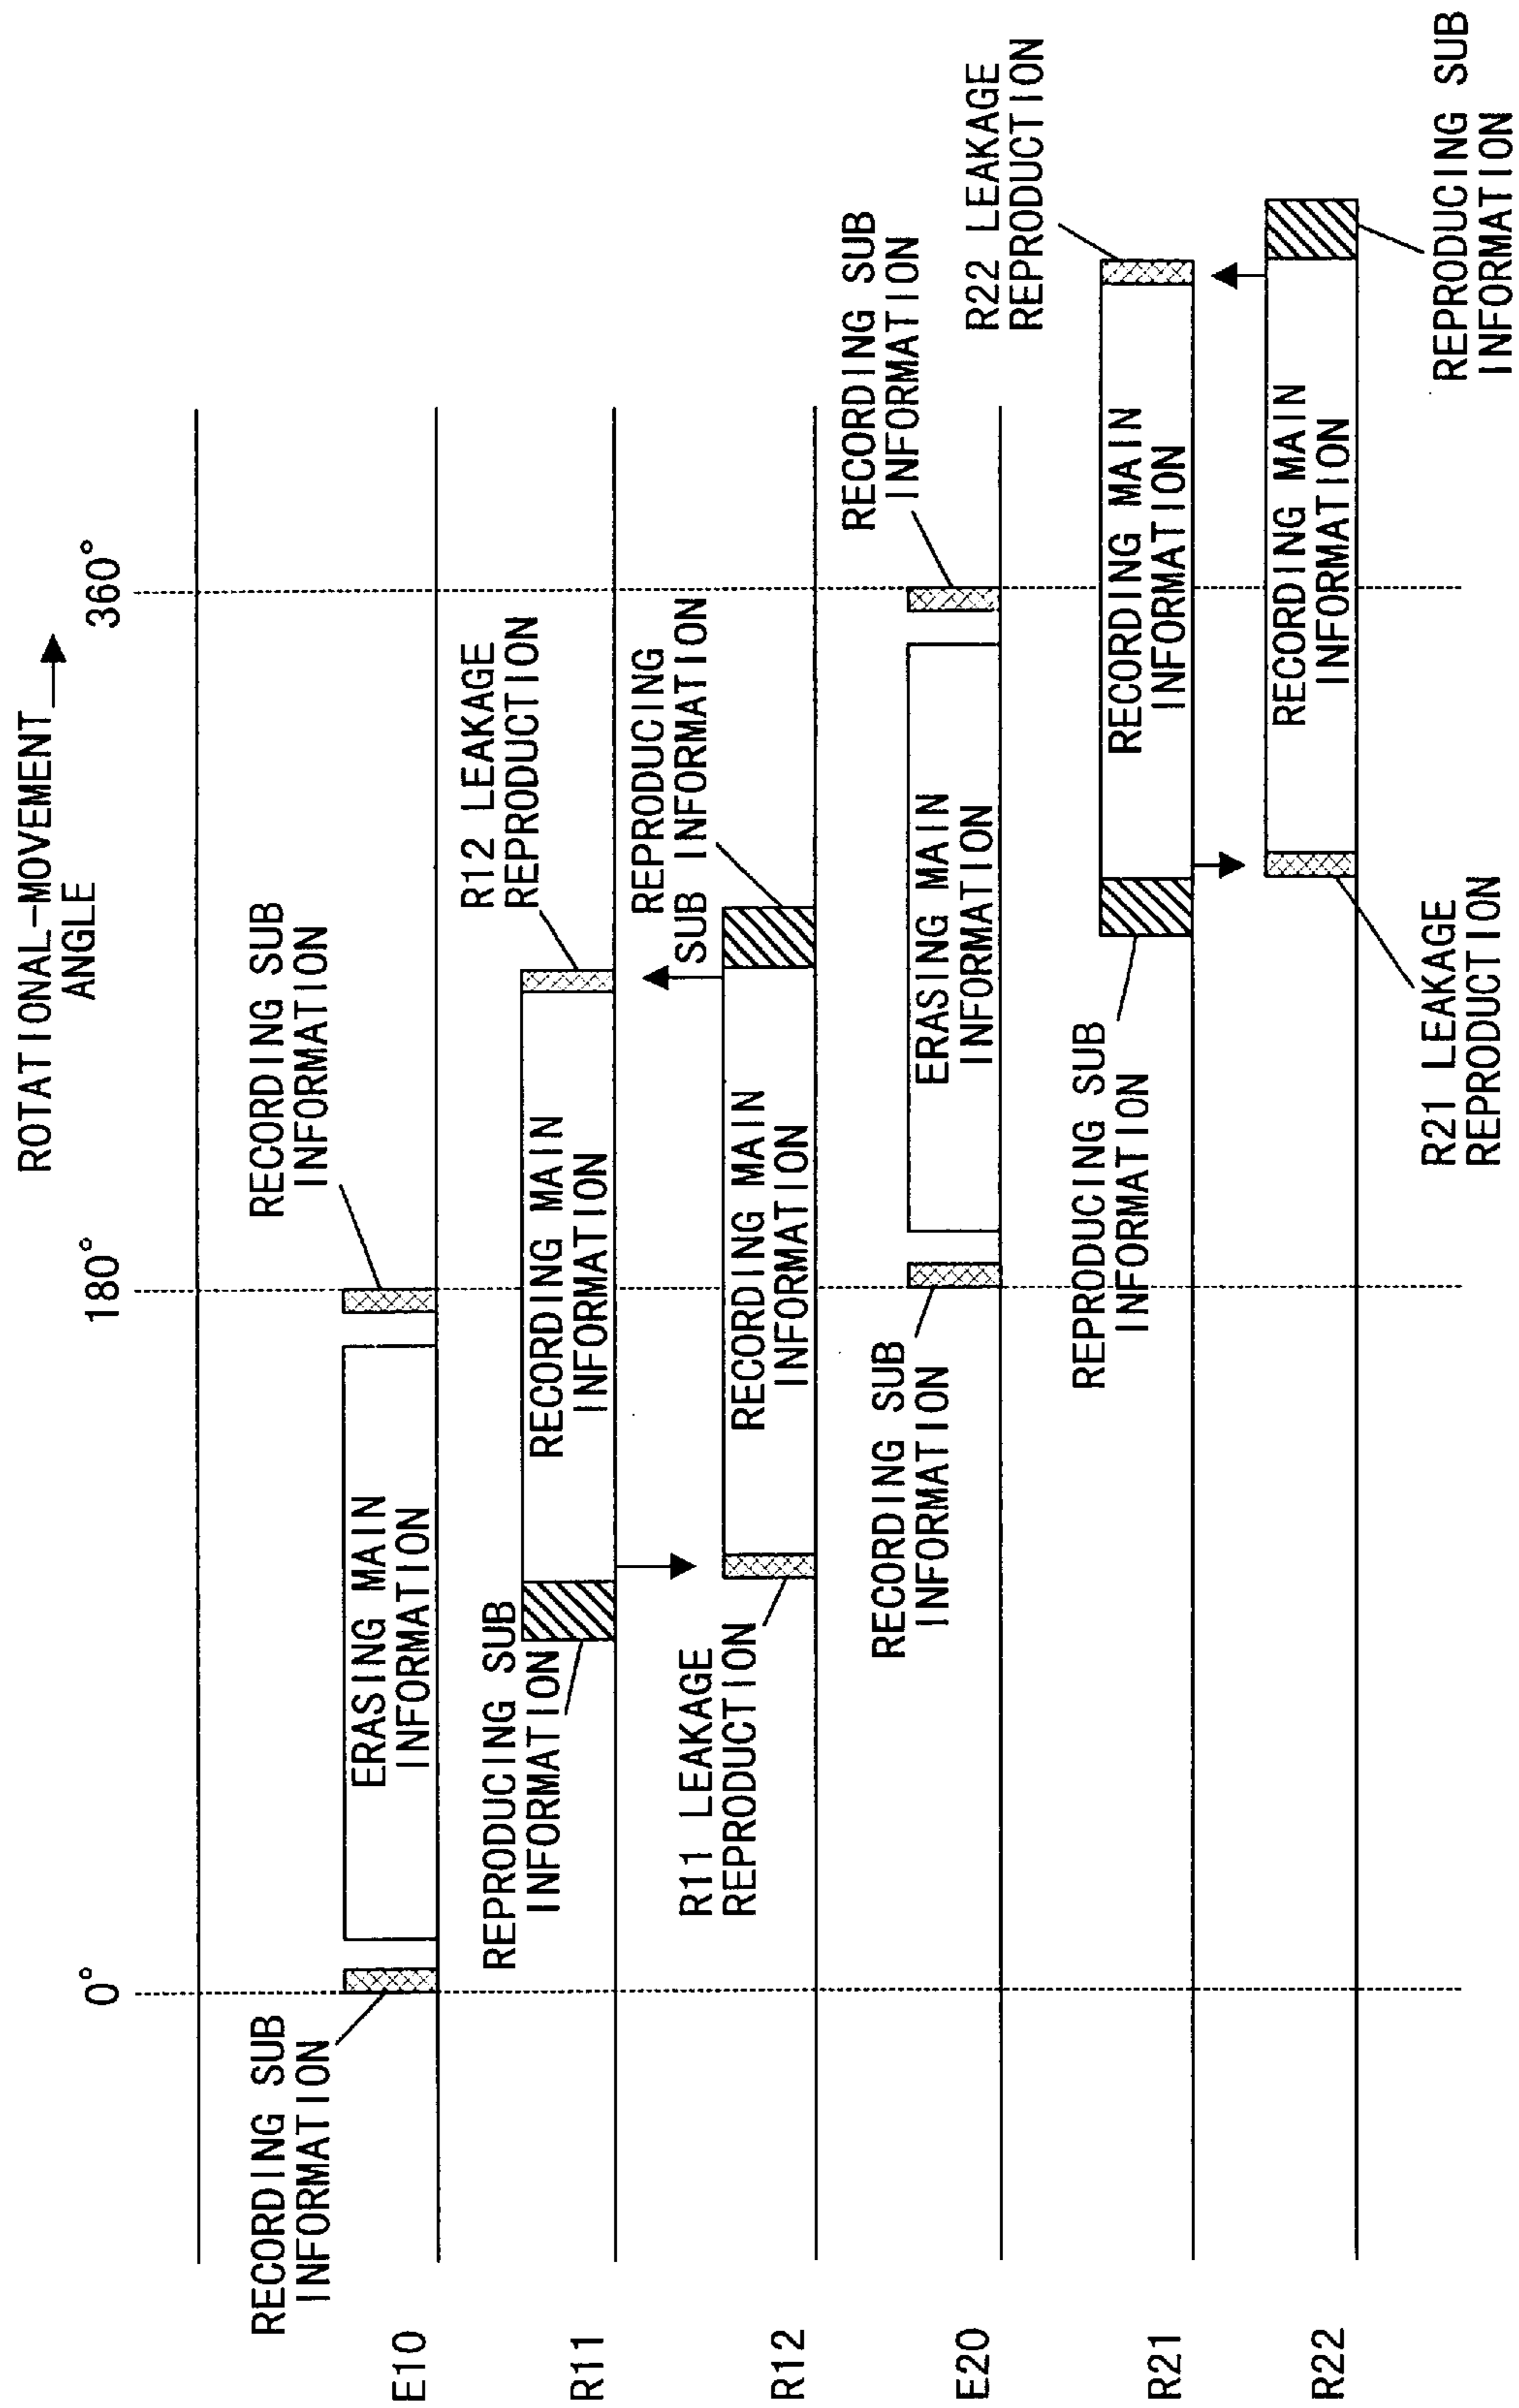 ROTATIONAL-MOVEMENT
ANGLE
0°
180°
360°
E10
RECORDING SUB
INFORMATION
ERASING MAIN
INFORMATION
RECORDING SUB
INFORMATION
R11
REPRODUCING SUB
INFORMATION
RECORDING MAIN
INFORMATION
R12 LEAKAGE
REPRODUCTION
R12
R11 LEAKAGE
REPRODUCTION
RECORDING MAIN
INFORMATION
REPRODUCING
SUB INFORMATION
E20
RECORDING SUB
INFORMATION
ERASING MAIN
INFORMATION
RECORDING SUB
INFORMATION
R21
REPRODUCING SUB
INFORMATION
RECORDING MAIN
INFORMATION
R22 LEAKAGE
REPRODUCTION
R22
R21 LEAKAGE
REPRODUCTION
RECORDING MAIN
INFORMATION
REPRODUCING SUB
INFORMATION